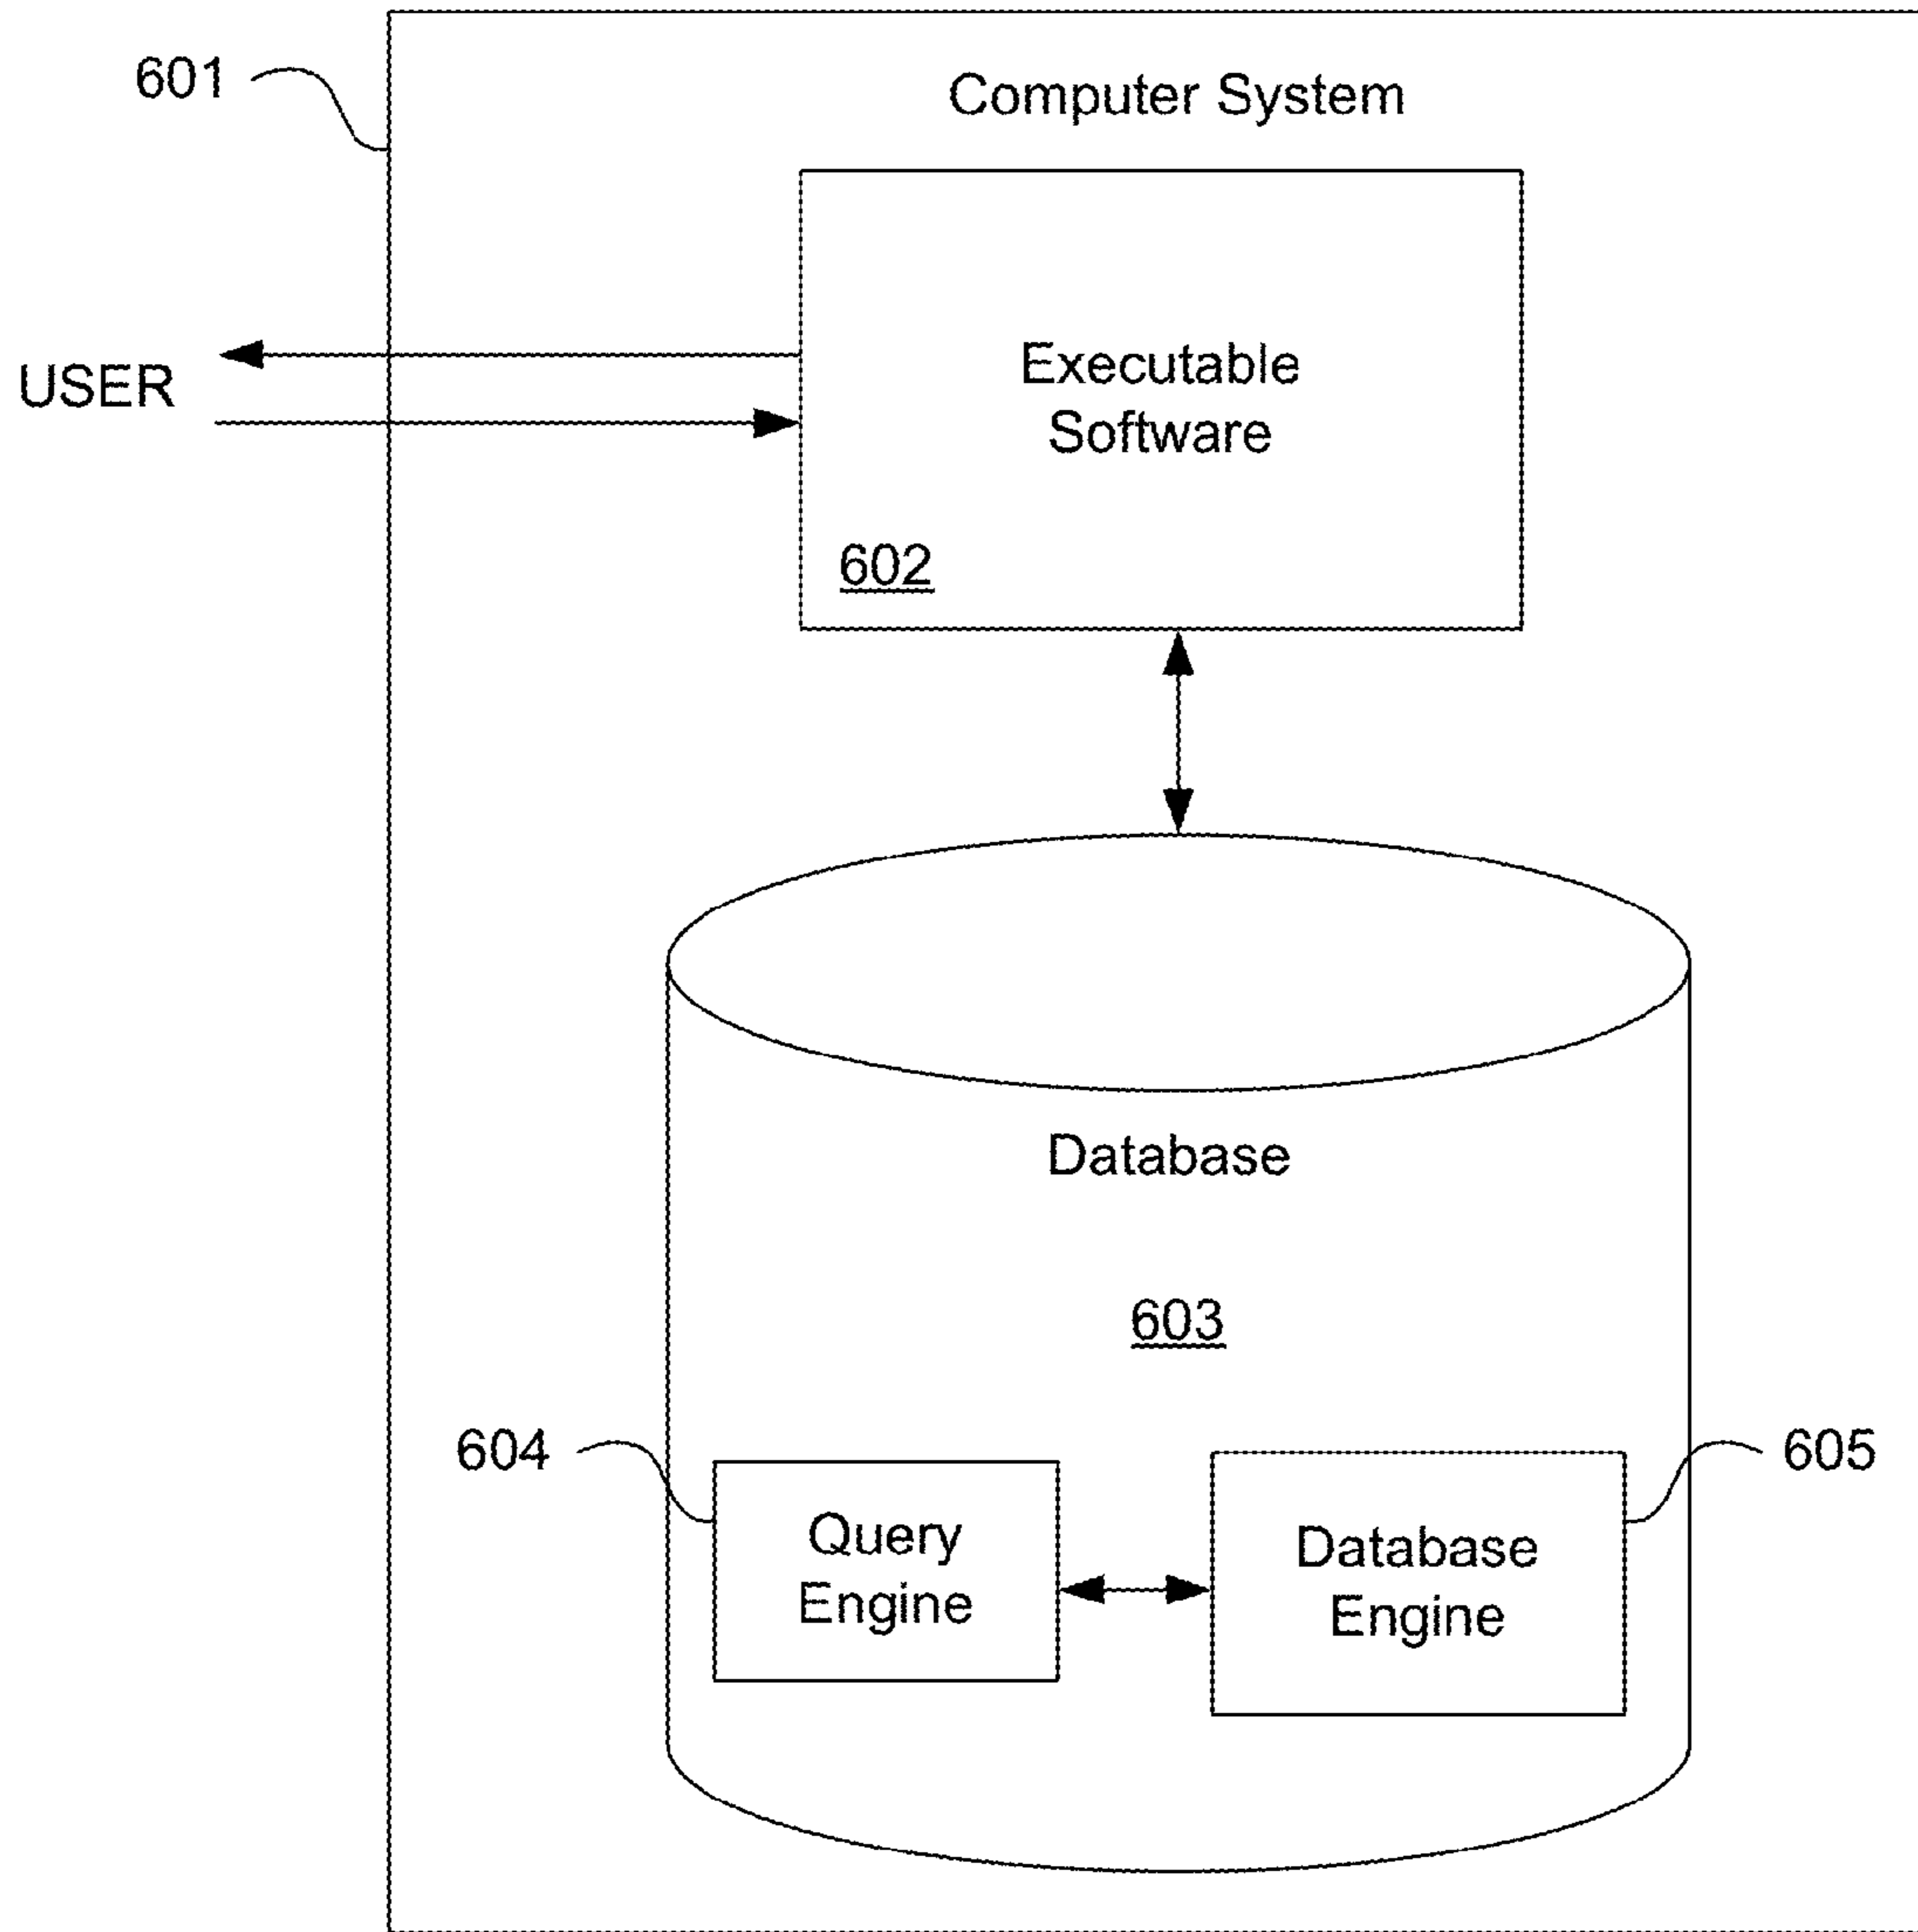 601
Computer System
USER
Executable
Software
602
Database
603
604
Query
Engine
Database
Engine
605